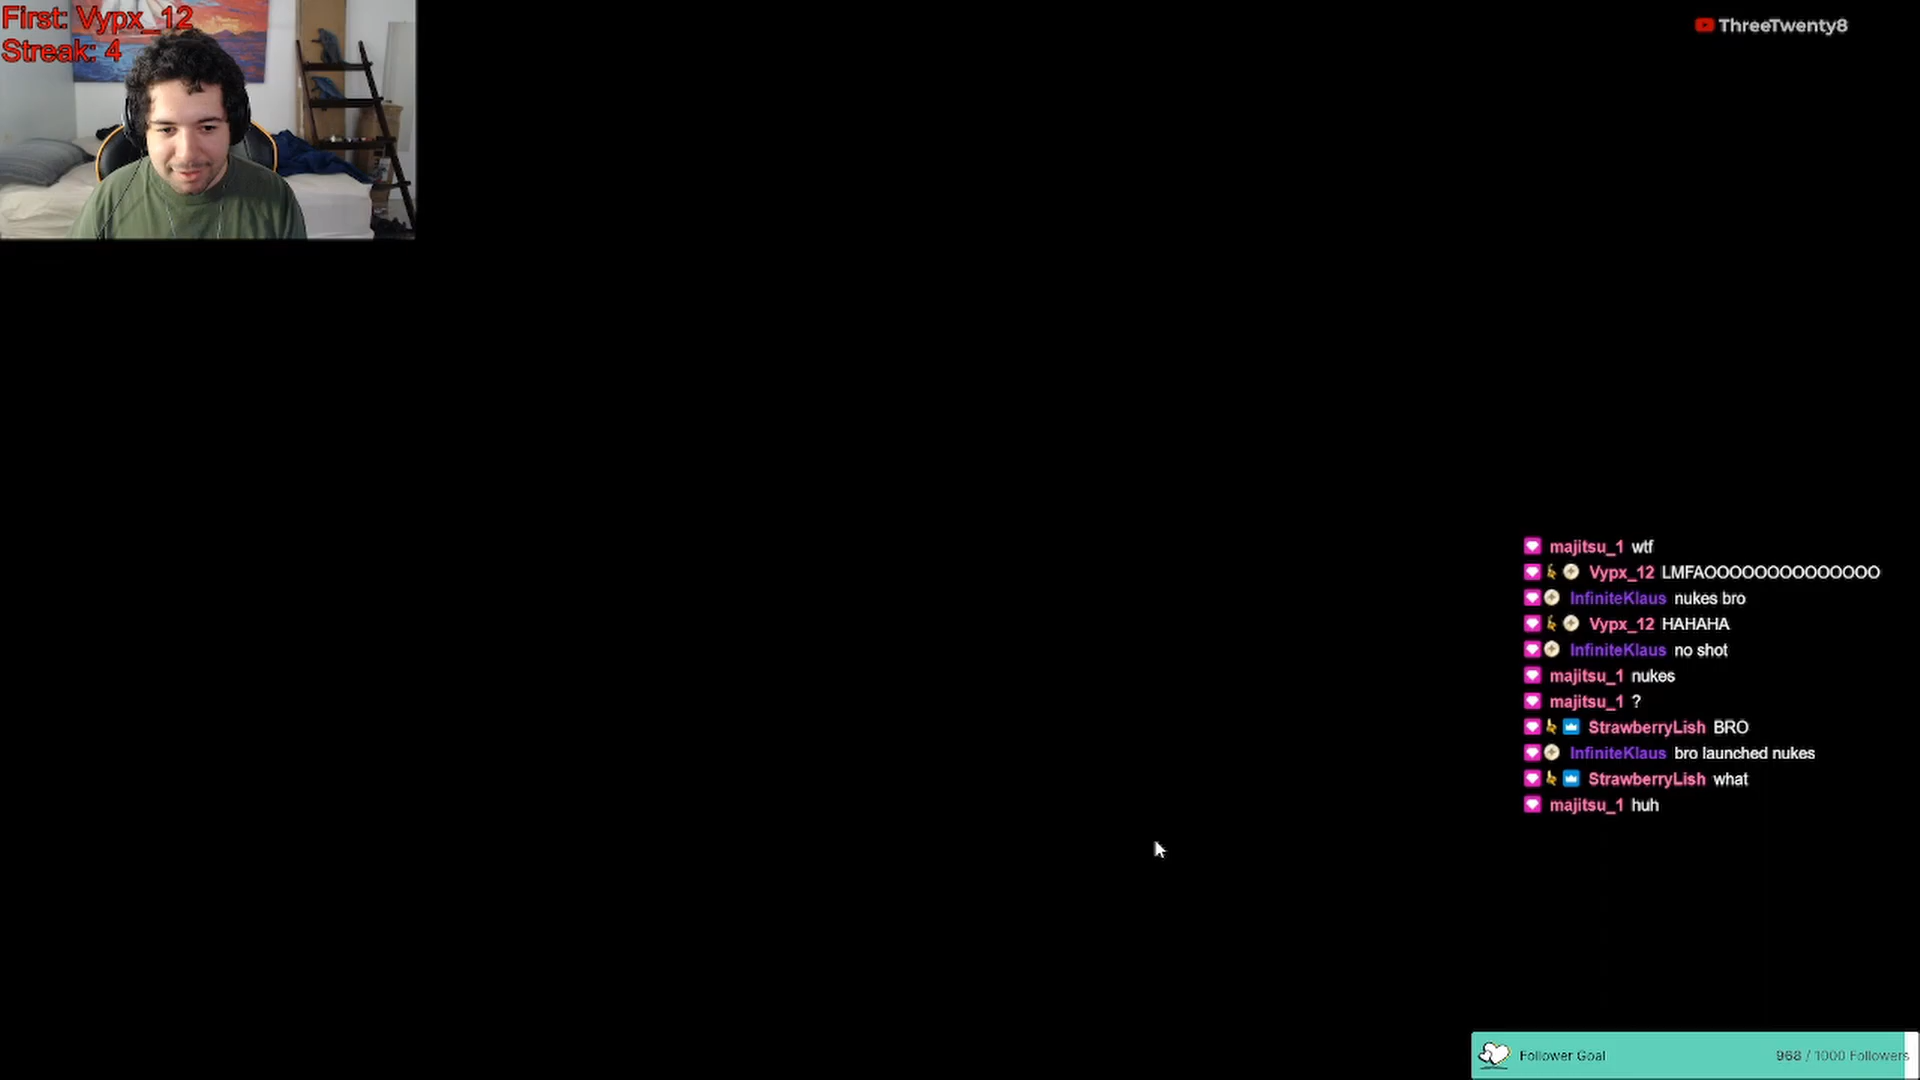 First: Vypx_12
Streak: 4
ThreeTwenty8
majitsu_1 wtf
Vypx_12 LMFAOOOOOOOOOOOOOO
InfiniteKlaus nukes bro
Vypx_12 HAHAHA
InfiniteKlaus no shot
majitsu_1 nukes
majitsu_1 ?
StrawberryLish BRO
InfiniteKlaus bro launched nukes
StrawberryLish what
majitsu_1 huh
Follower Goal 968 / 1000 Followers